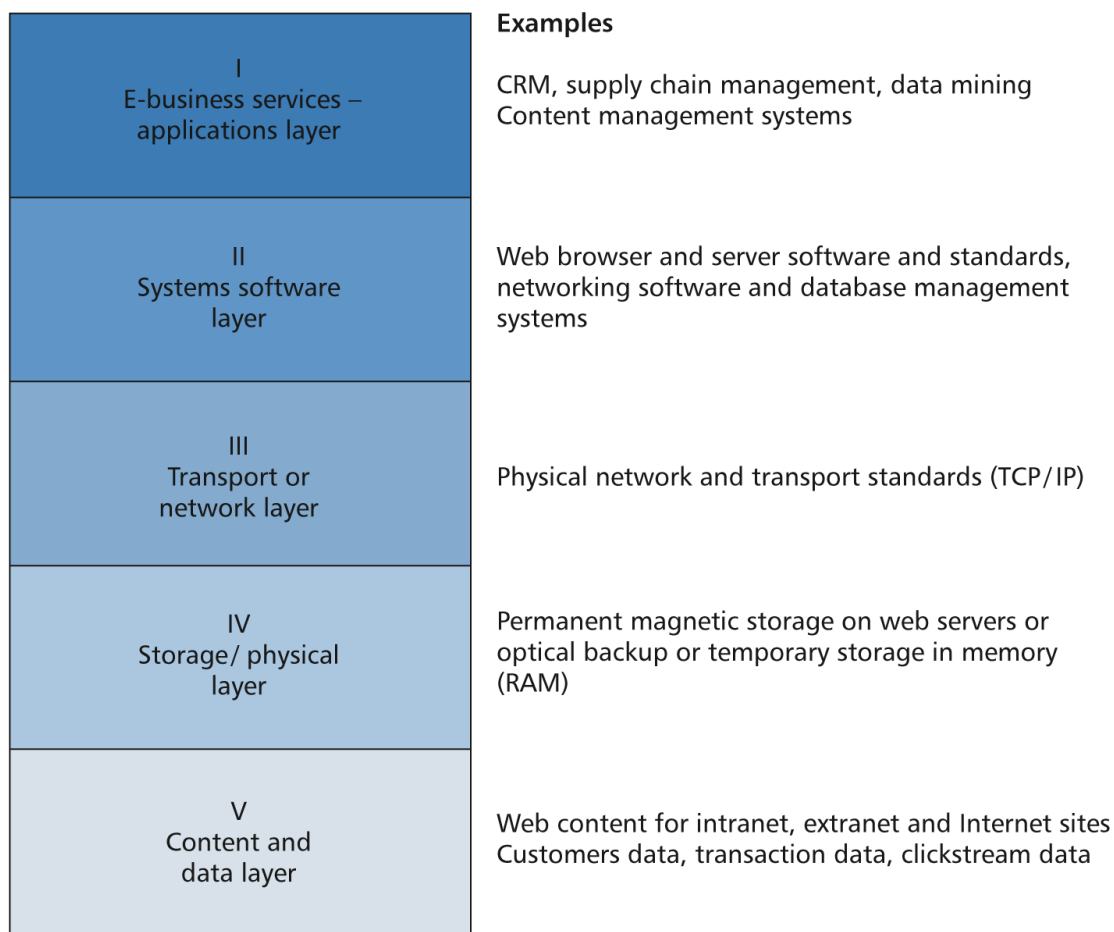 Examples
I
E-business services –
applications layer
CRM, supply chain management, data mining
Content management systems
II
Systems software
layer
Web browser and server software and standards,
networking software and database management
systems
III
Transport or
network layer
Physical network and transport standards (TCP/IP)
IV
Storage/ physical
layer
Permanent magnetic storage on web servers or
optical backup or temporary storage in memory
(RAM)
V
Content and
data layer
Web content for intranet, extranet and Internet sites
Customers data, transaction data, clickstream data